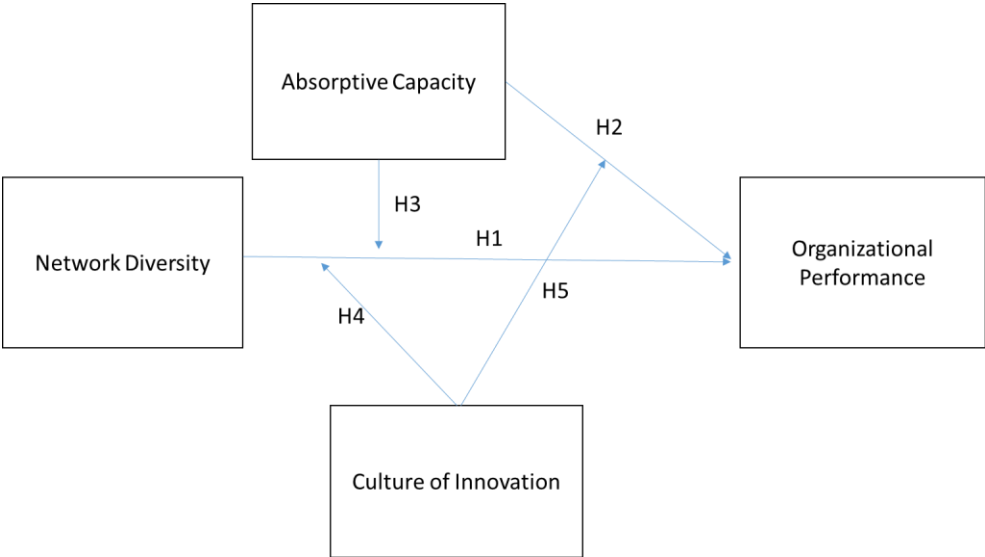 Absorptive Capacity
H2
H3
Network Diversity
H1
Organizational
Performance
H5
H4
Culture of Innovation